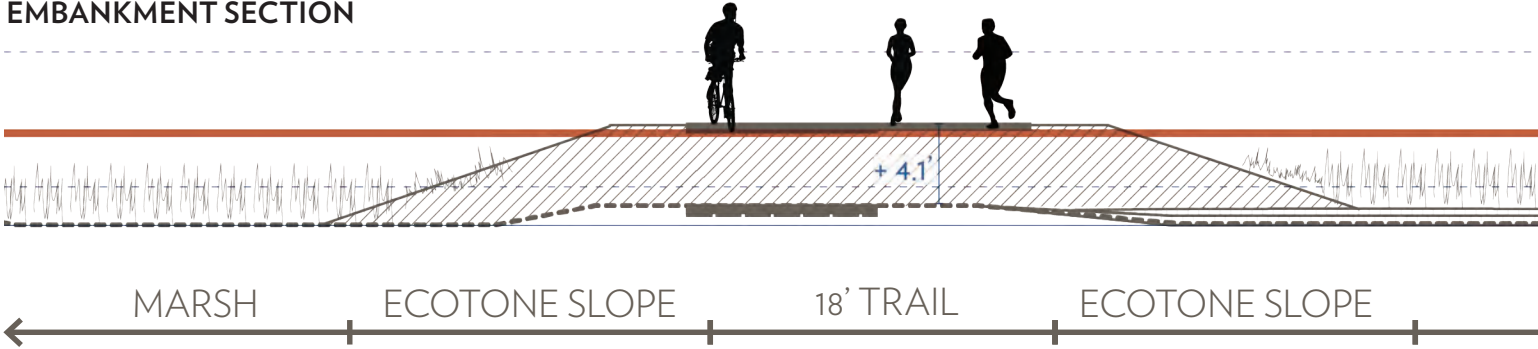 EMBANKMENT SECTION
+ 4.1'
MARSH ECOTONE SLOPE 18' TRAIL ECOTONE SLOPE